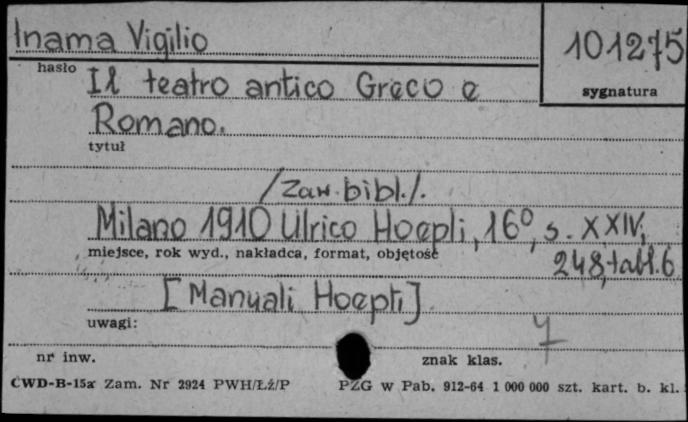 Inama Vigilio
101275
hasło
sygnatura
Il teatro antico Greco e
Romano.
tytuł
/Zaw. bibl./.
Milano 1910 Ulrico Hoepli, 16°, s. XXIV,
miejsce, rok wyd., nakładca, format, objętość
248, tabl. 6
[Manuali Hoepli]
uwagi:
nr inw.
znak klas.
CWD-B-15a Zam. Nr 2924 PWH/Łż/P
PZG w Pab. 912-64 1 000 000 szt. kart. b. kl.